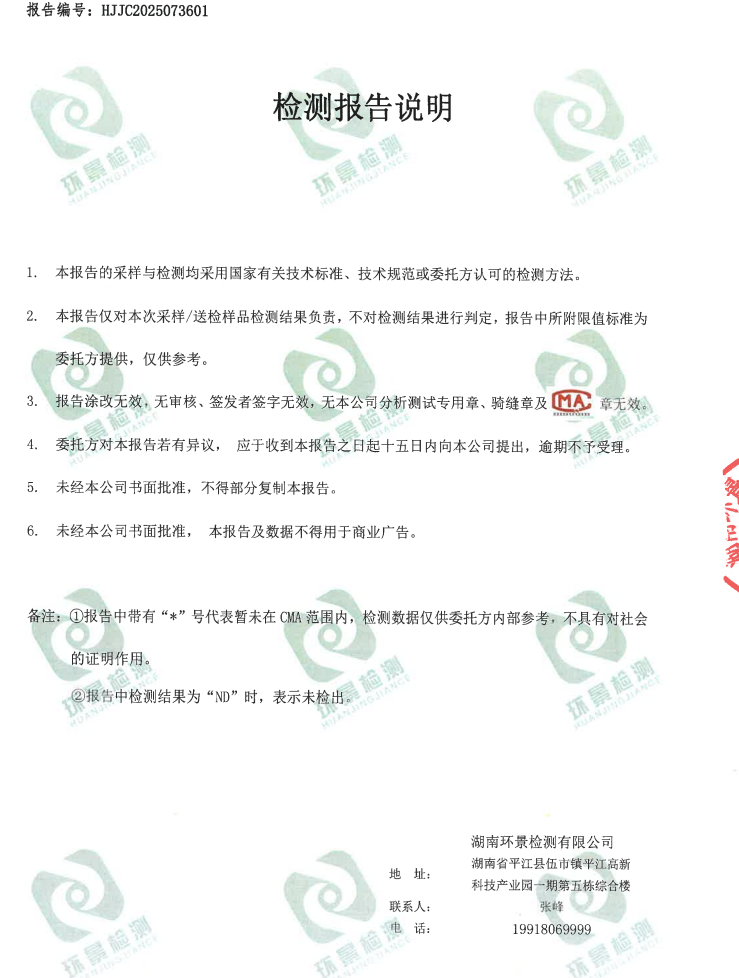 报告编号：HJJC2025073601
检测报告说明
1. 本报告的采样与检测均采用国家有关技术标准、技术规范或委托方认可的检测方法。
2. 本报告仅对本次采样/送检样品检测结果负责，不对检测结果进行判定，报告中所附限值标准为
委托方提供，仅供参考。
3. 报告涂改无效，无审核、签发者签字无效，无本公司分析测试专用章、骑缝章及 MA 章无效。
4. 委托方对本报告若有异议， 应于收到本报告之日起十五日内向本公司提出，逾期不予受理。
5. 未经本公司书面批准，不得部分复制本报告。
6. 未经本公司书面批准， 本报告及数据不得用于商业广告。
备注：①报告中带有“*”号代表暂未在 CMA 范围内，检测数据仅供委托方内部参考，不具有对社会
的证明作用。
②报告中检测结果为“ND”时，表示未检出。
湖南环景检测有限公司
地 址： 湖南省平江县伍市镇平江高新
科技产业园一期第五栋综合楼
联系人： 张峰
电 话： 19918069999
环景检测
HUANJINGJIANCE